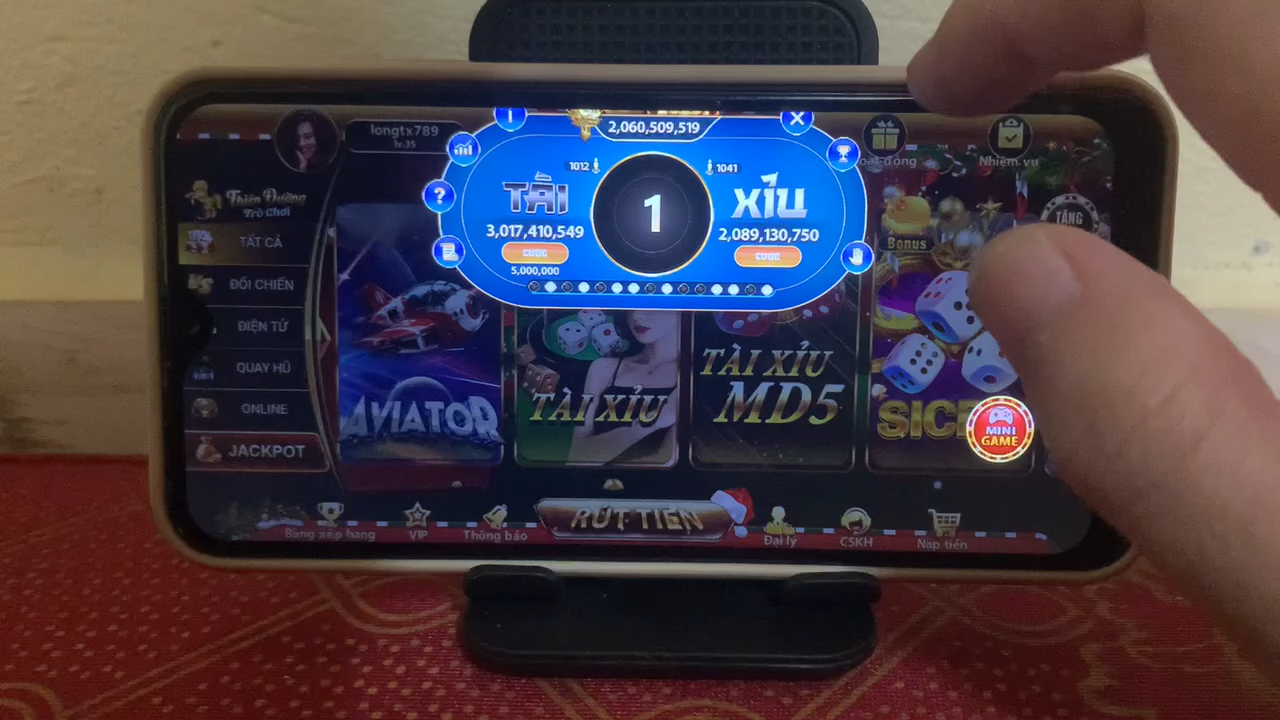 longtx789
lv.35
2,060,509,519
1012
1041
TÀI
1
XỈU
3,017,410,549
2,089,130,750
CƯỢC
CƯỢC
5,000,000
?
Nhiệm vụ
TẶNG
Bonus
Thiên Đường
Trò Chơi
TẤT CẢ
ĐỐI CHIẾN
ĐIỆN TỬ
QUAY HŨ
ONLINE
JACKPOT
AVIATOR
TÀI XỈU
TÀI XỈU
MD5
MINI
GAME
RÚT TIỀN
Bảng xếp hạng
VIP
Thông báo
Đại lý
CSKH
Nạp tiền